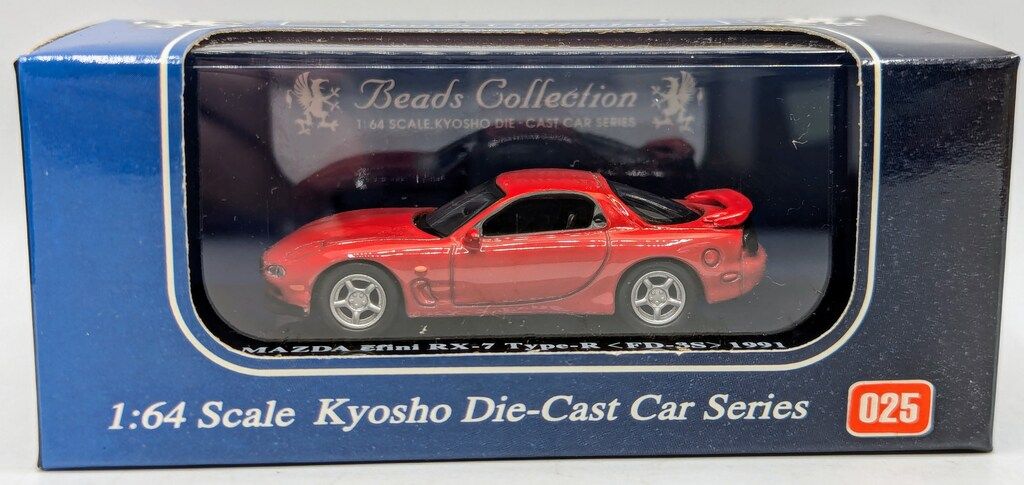 Beads Collection
1:64 SCALE KYOSHO DIE-CAST CAR SERIES
MAZDA εfini RX-7 Type-R <FD-3S> 1991
1:64 Scale Kyosho Die-Cast Car Series
025